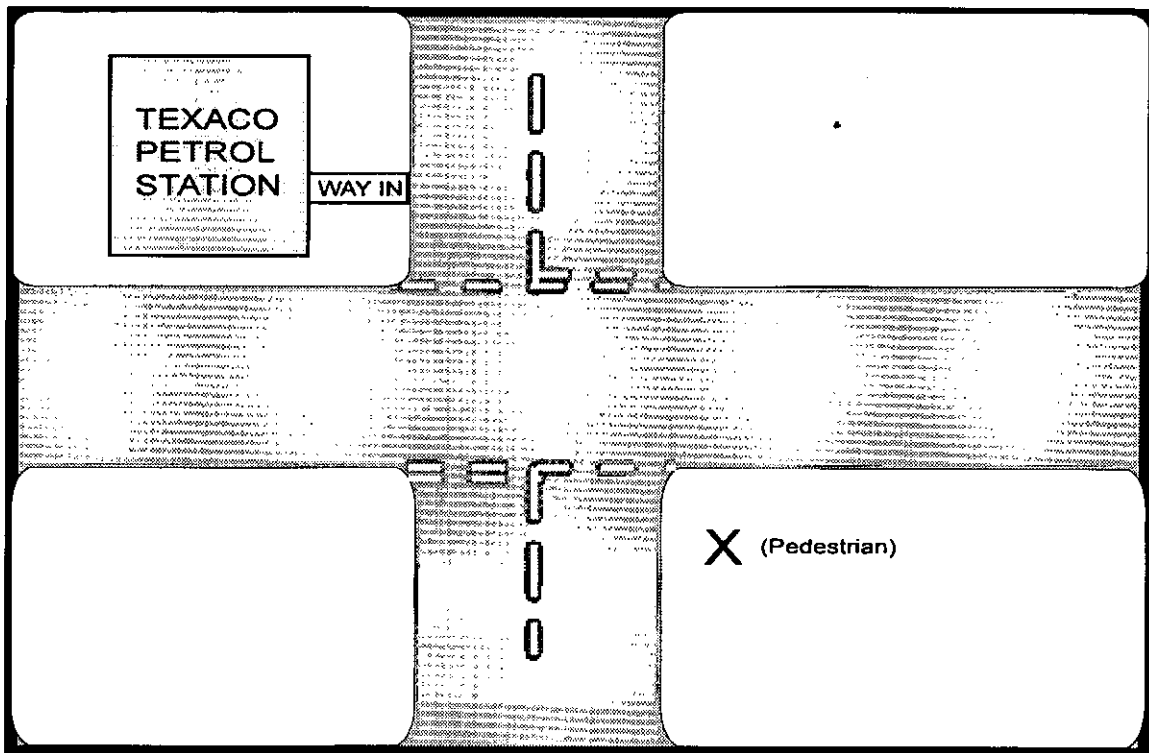 TEXACO
PETROL
STATION
WAY IN
X (Pedestrian)